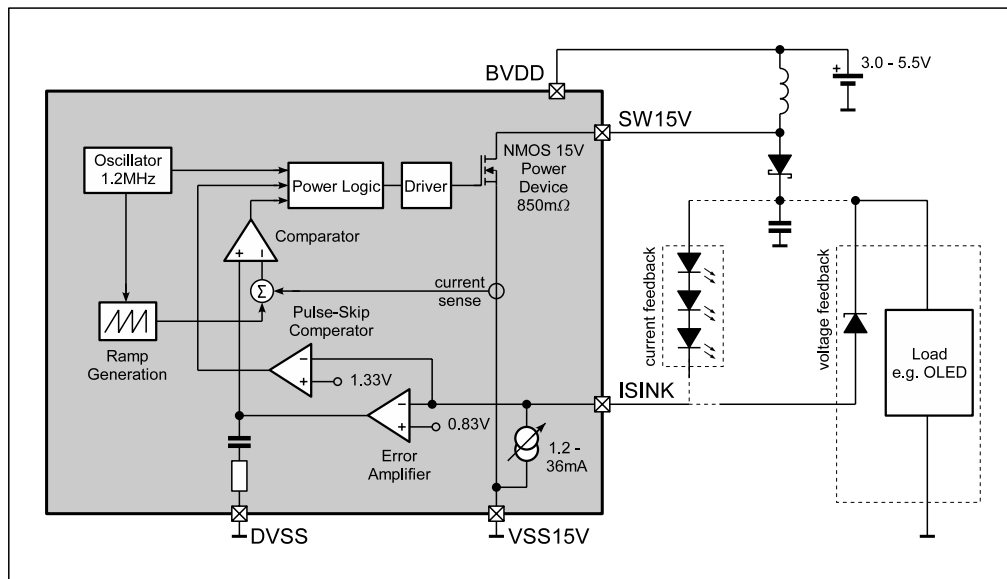 BVDD
3.0 - 5.5V
+
SW15V
Oscillator
1.2MHz
Power Logic
Driver
NMOS 15V
Power
Device
850mΩ
Comparator
+
−
Σ
current
sense
Ramp
Generation
Pulse-Skip
Comperator
−
+
1.33V
−
+
0.83V
Error
Amplifier
1.2 -
36mA
ISINK
current feedback
voltage feedback
Load
e.g. OLED
DVSS
VSS15V